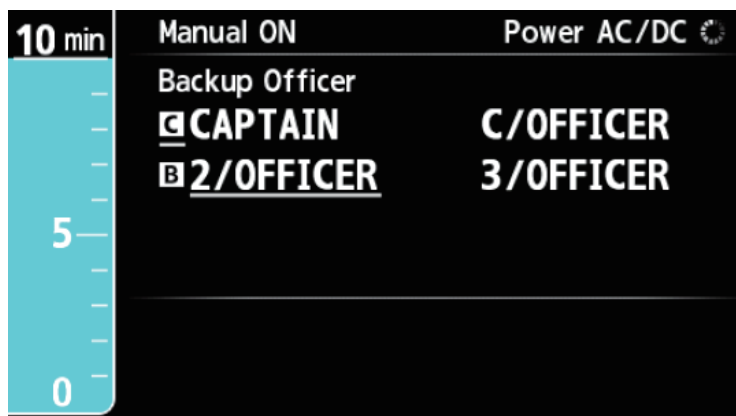 10 min
Manual ON Power AC/DC
Backup Officer
C CAPTAIN C/OFFICER
B 2/OFFICER 3/OFFICER
5
0